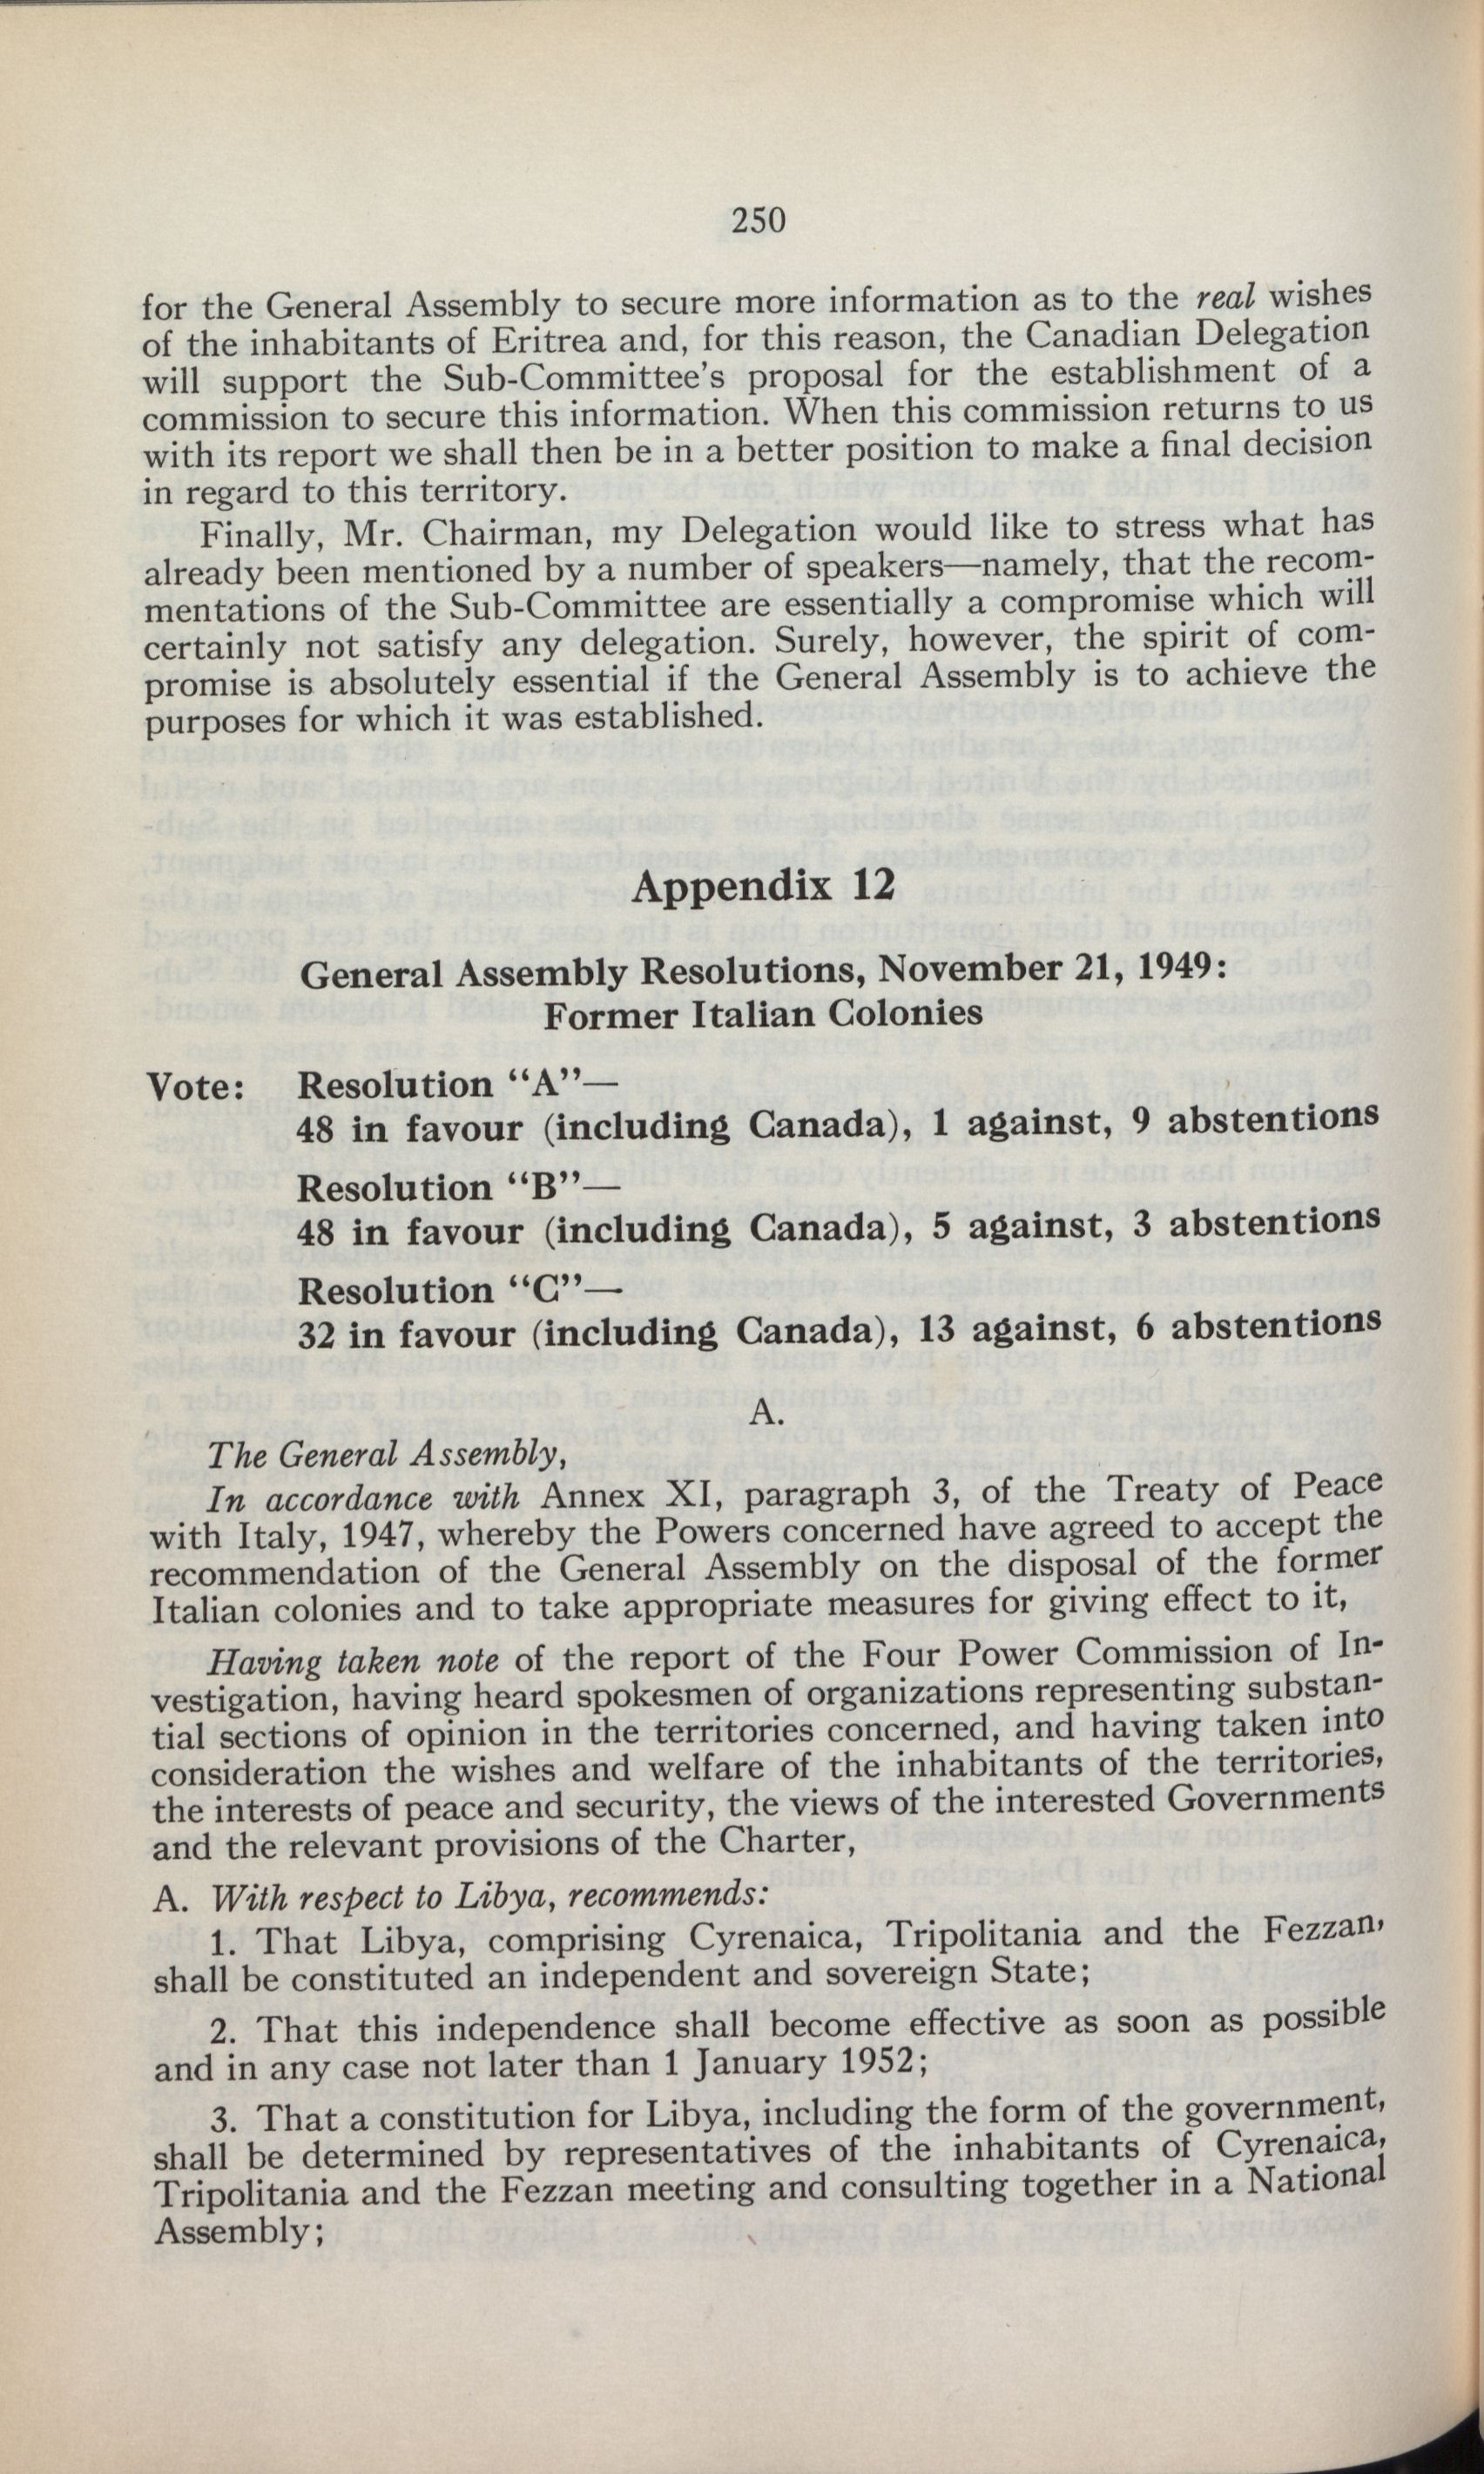 250
for the General Assembly to secure more information as to the real wishes
of the inhabitants of Eritrea and, for this reason, the Canadian Delegation
will support the Sub-Committee's proposal for the establishment of a
commission to secure this information. When this commission returns to us
with its report we shall then be in a better position to make a final decision
in regard to this territory.
Finally, Mr. Chairman, my Delegation would like to stress what has
already been mentioned by a number of speakers—namely, that the recom-
mentations of the Sub-Committee are essentially a compromise which will
certainly not satisfy any delegation. Surely, however, the spirit of com-
promise is absolutely essential if the General Assembly is to achieve the
purposes for which it was established.
Appendix 12
General Assembly Resolutions, November 21, 1949:
Former Italian Colonies
Vote: Resolution “A”—
48 in favour (including Canada), 1 against, 9 abstentions
Resolution “B”—
48 in favour (including Canada), 5 against, 3 abstentions
Resolution “C”—
32 in favour (including Canada), 13 against, 6 abstentions
A.
The General Assembly,
In accordance with Annex XI, paragraph 3, of the Treaty of Peace
with Italy, 1947, whereby the Powers concerned have agreed to accept the
recommendation of the General Assembly on the disposal of the former
Italian colonies and to take appropriate measures for giving effect to it,
Having taken note of the report of the Four Power Commission of In-
vestigation, having heard spokesmen of organizations representing substan-
tial sections of opinion in the territories concerned, and having taken into
consideration the wishes and welfare of the inhabitants of the territories,
the interests of peace and security, the views of the interested Governments
and the relevant provisions of the Charter,
A. With respect to Libya, recommends:
1. That Libya, comprising Cyrenaica, Tripolitania and the Fezzan,
shall be constituted an independent and sovereign State;
2. That this independence shall become effective as soon as possible
and in any case not later than 1 January 1952;
3. That a constitution for Libya, including the form of the government,
shall be determined by representatives of the inhabitants of Cyrenaica,
Tripolitania and the Fezzan meeting and consulting together in a National
Assembly;